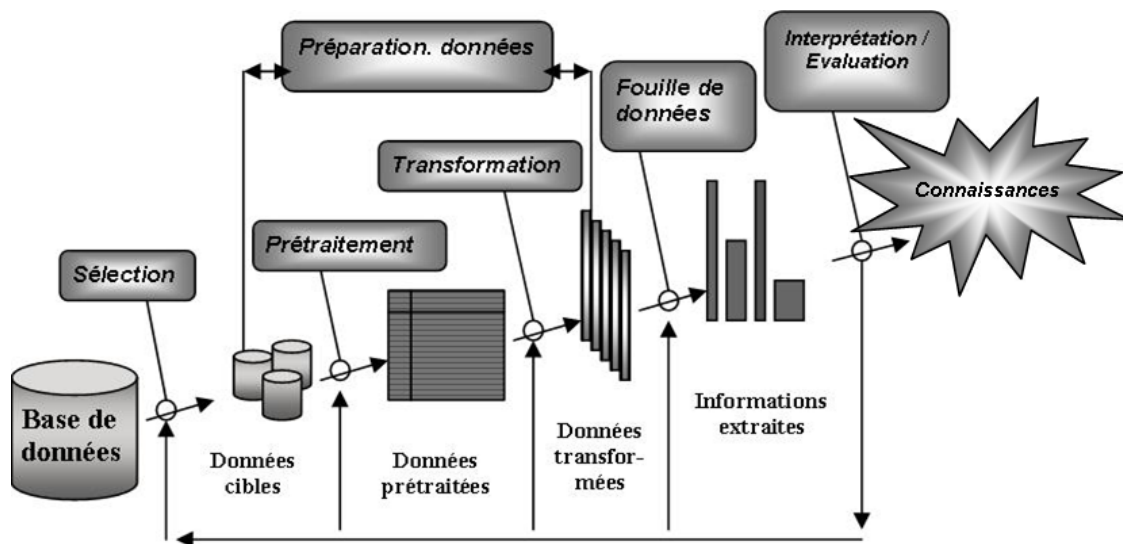 Préparation. données
Interprétation /
Evaluation
Fouille de
données
Transformation
Connaissances
Prétraitement
Sélection
Base de
données
Données
cibles
Données
prétraitées
Données
transfor-
mées
Informations
extraites